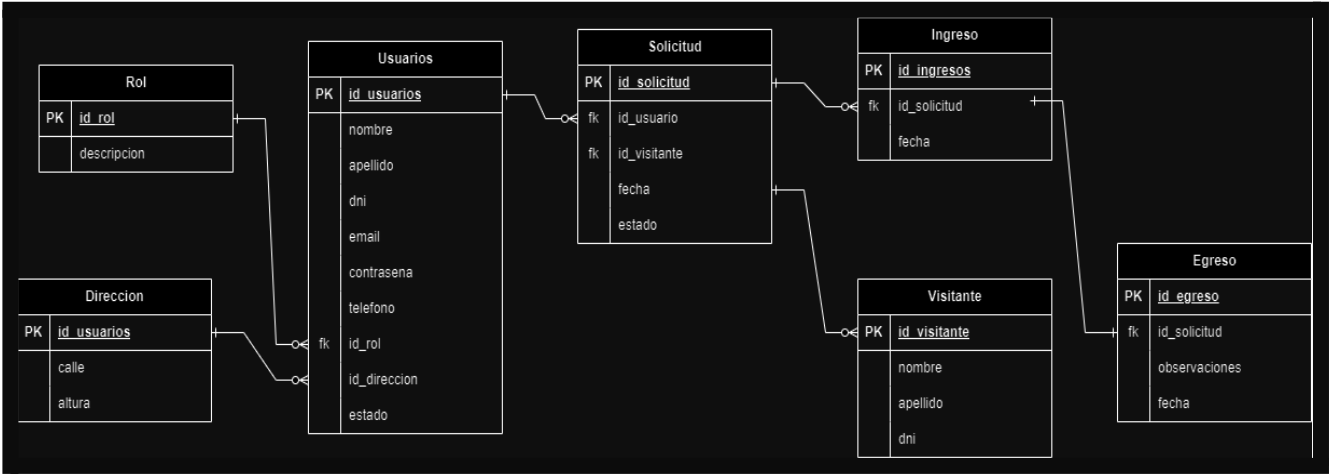 Rol
PK id_rol
descripcion
Direccion
PK id_usuarios
calle
altura
Usuarios
PK id_usuarios
nombre
apellido
dni
email
contrasena
telefono
fk id_rol
id_direccion
estado
Solicitud
PK id_solicitud
fk id_usuario
fk id_visitante
fecha
estado
Ingreso
PK id_ingresos
fk id_solicitud
fecha
Visitante
PK id_visitante
nombre
apellido
dni
Egreso
PK id_egreso
fk id_solicitud
observaciones
fecha